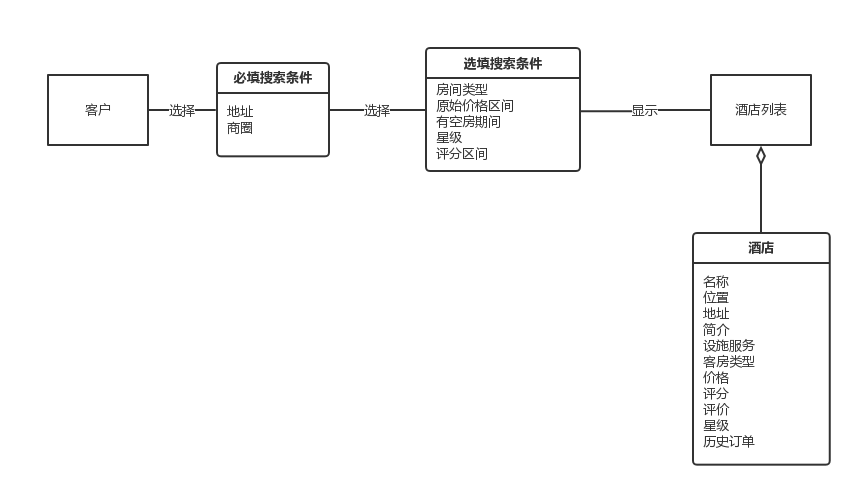 客户
选择
必填搜索条件
地址
商圈
选择
选填搜索条件
房间类型
原始价格区间
有空房期间
星级
评分区间
显示
酒店列表
酒店
名称
位置
地址
简介
设施服务
客房类型
价格
评分
评价
星级
历史订单